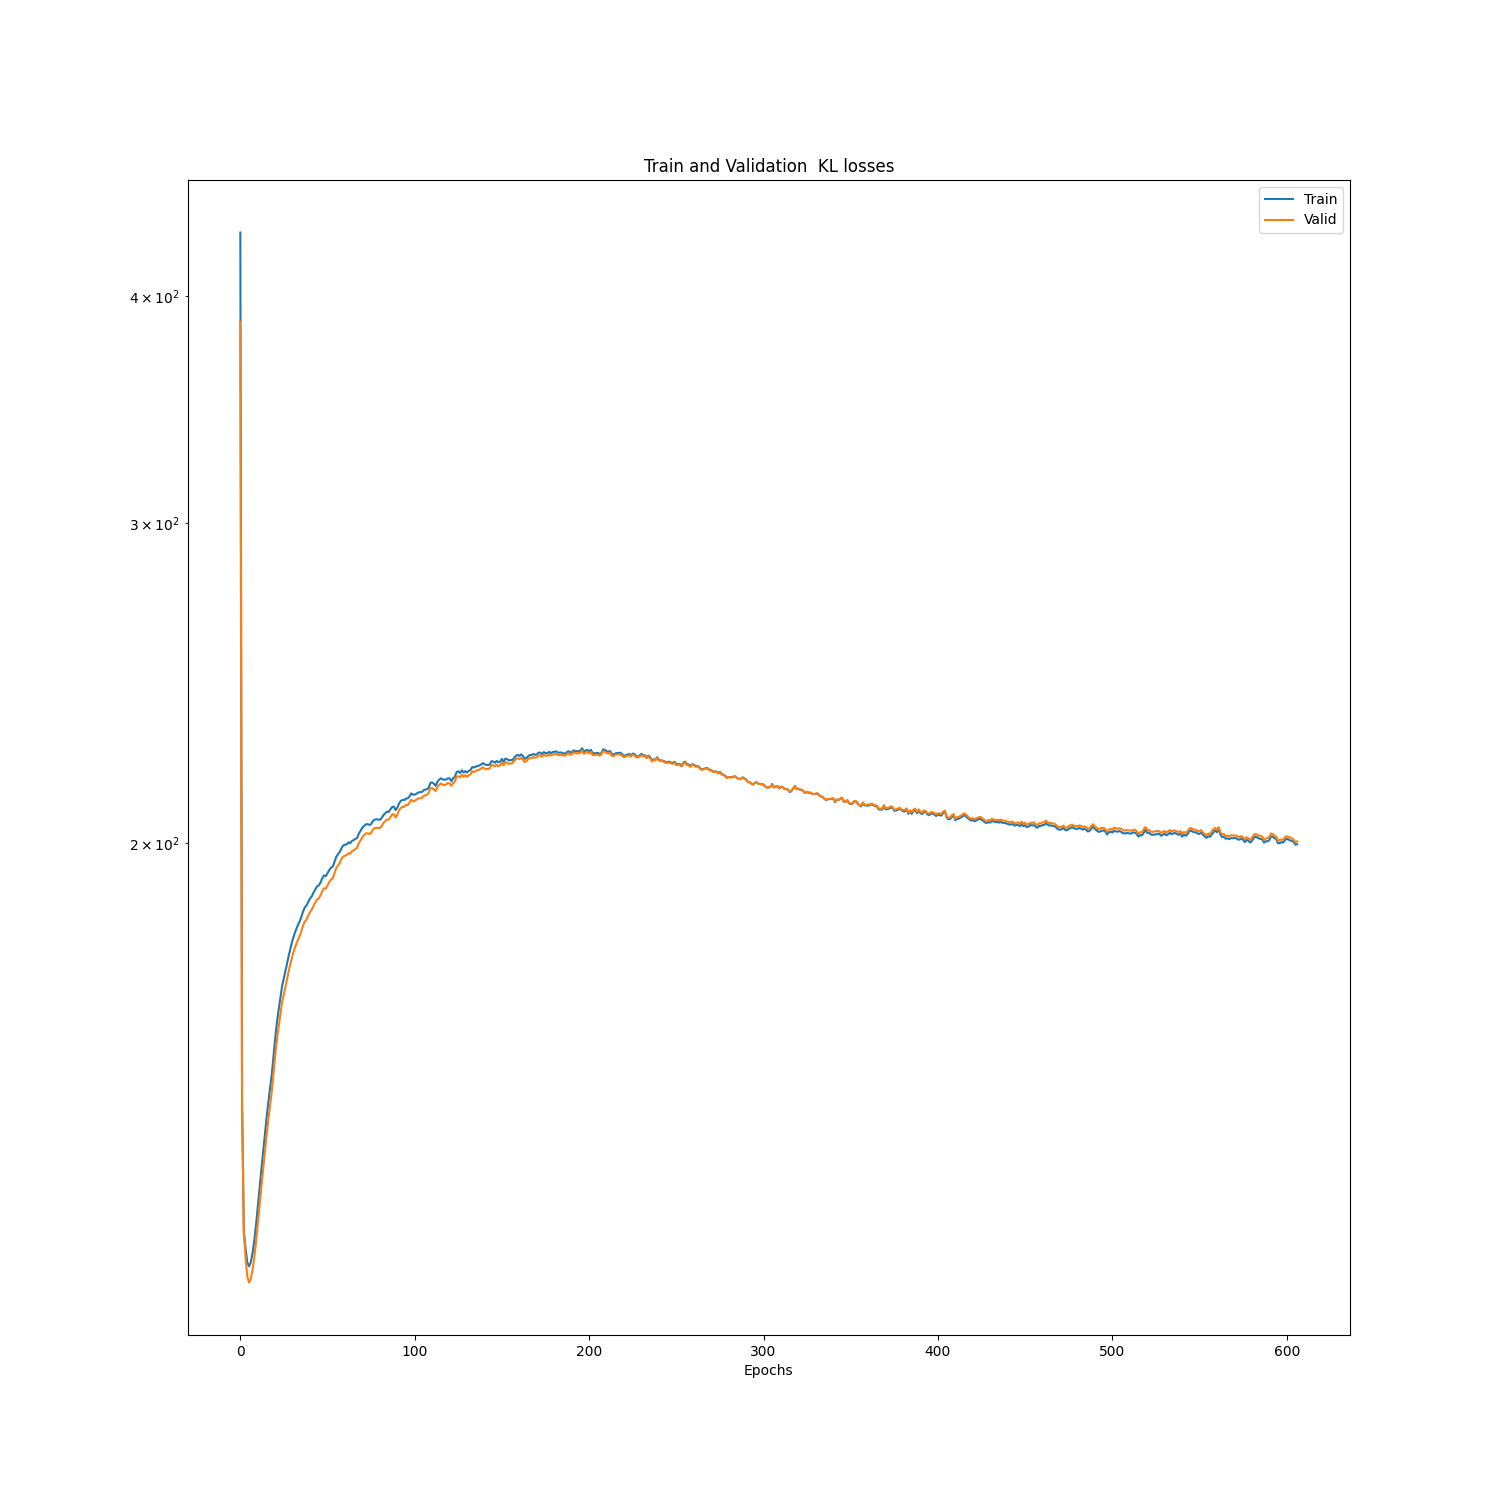 Train and Validation  KL losses
Train
Valid
4 × 10²
3 × 10²
2 × 10²
0 100 200 300 400 500 600
Epochs